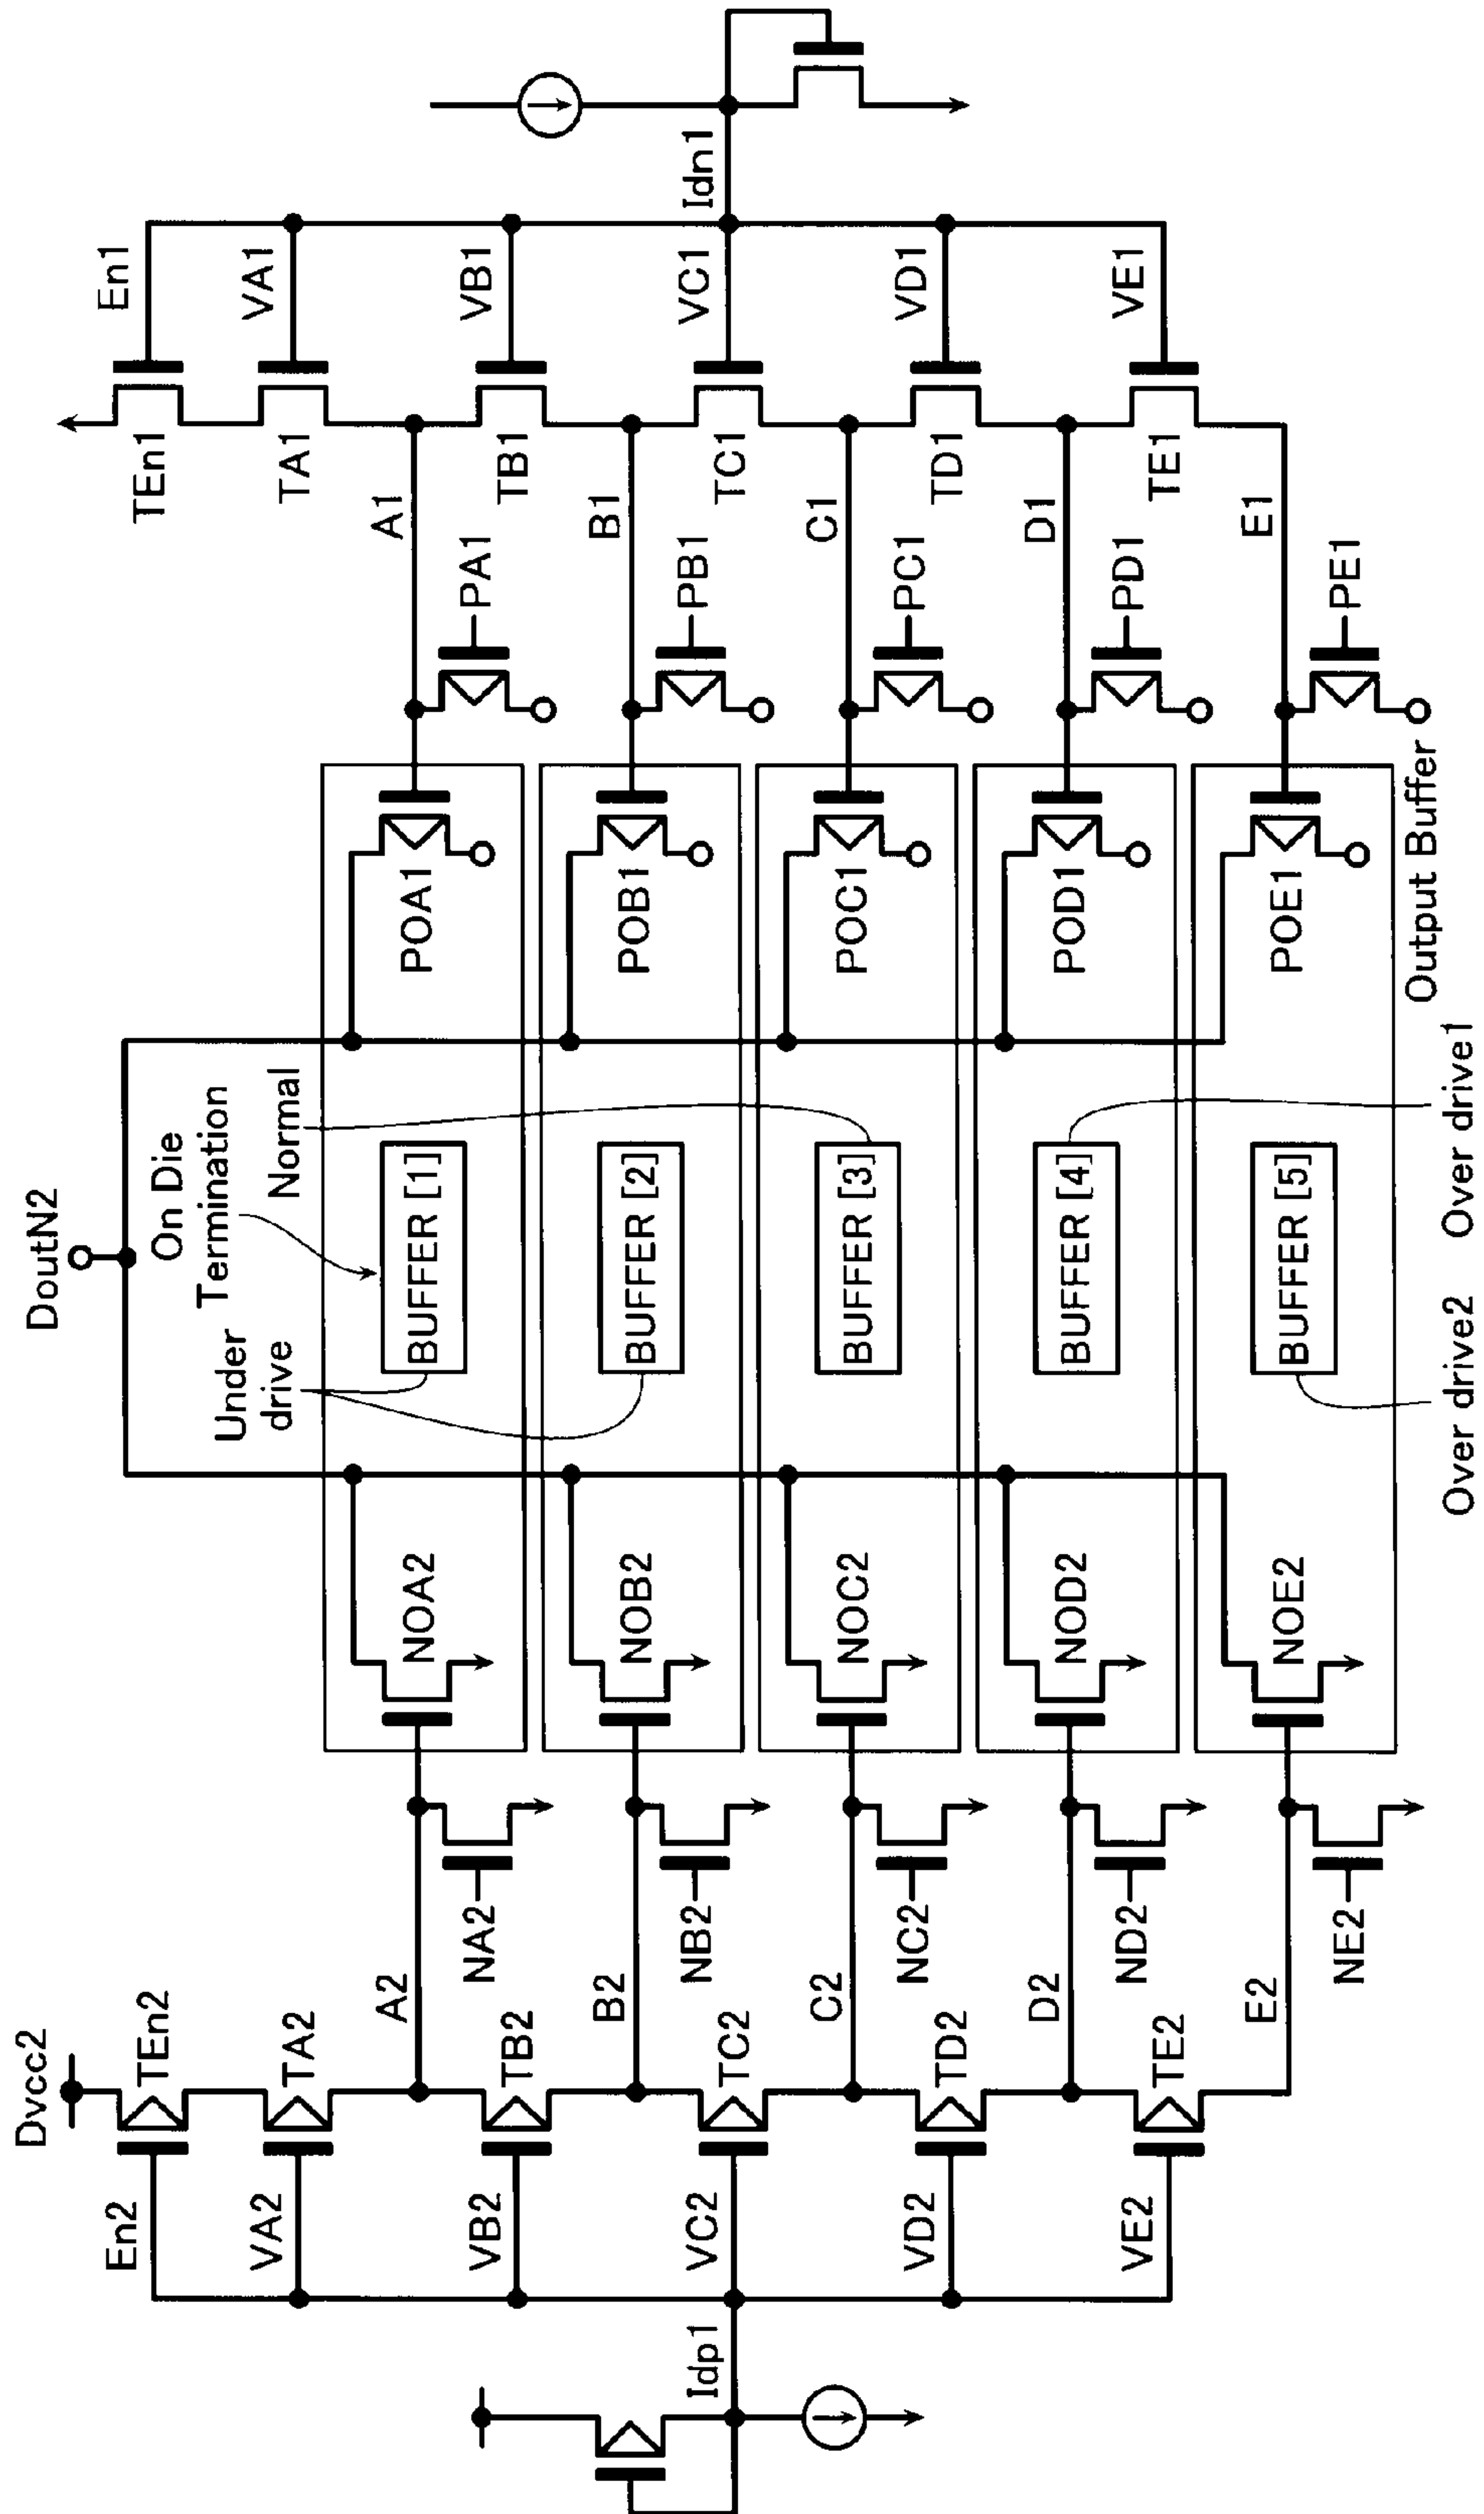 Dvcc2
En2
TEn2
VA2
TA2
A2
NA2
NOA2
VB2
TB2
B2
NB2
NOB2
Idp1
VC2
TC2
C2
NC2
NOC2
VD2
TD2
D2
ND2
NOD2
VE2
TE2
E2
NE2
NOE2
DoutN2
On Die
Termination
Under
drive
Normal
BUFFER [1]
BUFFER [2]
BUFFER [3]
BUFFER [4]
BUFFER [5]
Over drive2
Over drive1
Output Buffer
POA1
PA1
A1
TEn1
En1
TA1
VA1
POB1
PB1
B1
TB1
VB1
POC1
PC1
C1
TC1
VC1
Idn1
POD1
PD1
D1
TD1
VD1
POE1
PE1
E1
TE1
VE1